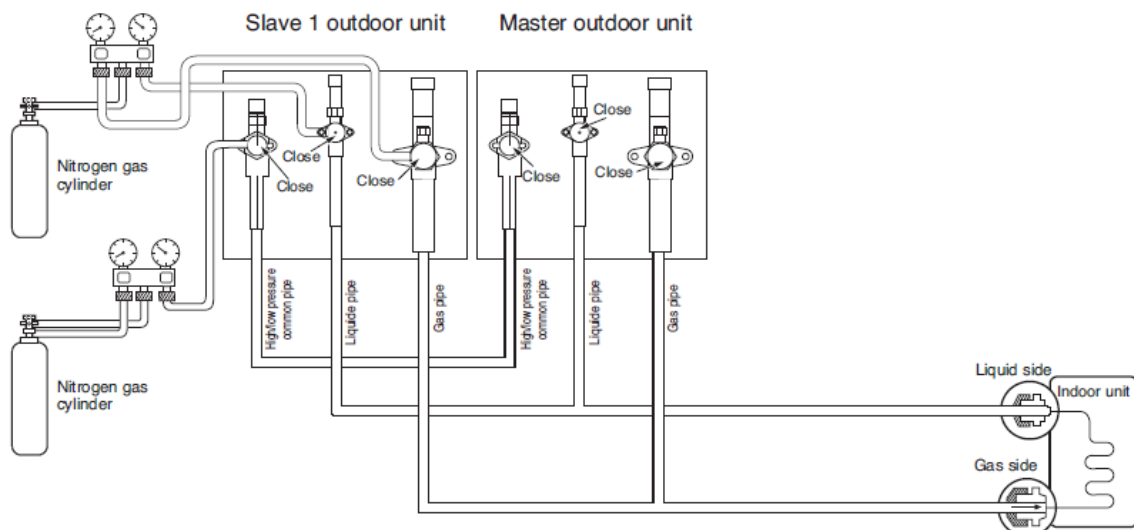 Slave 1 outdoor unit
Master outdoor unit
Close
Close
Close
Close
Close
Close
Nitrogen gas
cylinder
Nitrogen gas
cylinder
High/low pressure
common pipe
Liquide pipe
Gas pipe
High/low pressure
common pipe
Liquide pipe
Gas pipe
Liquid side
Indoor unit
Gas side